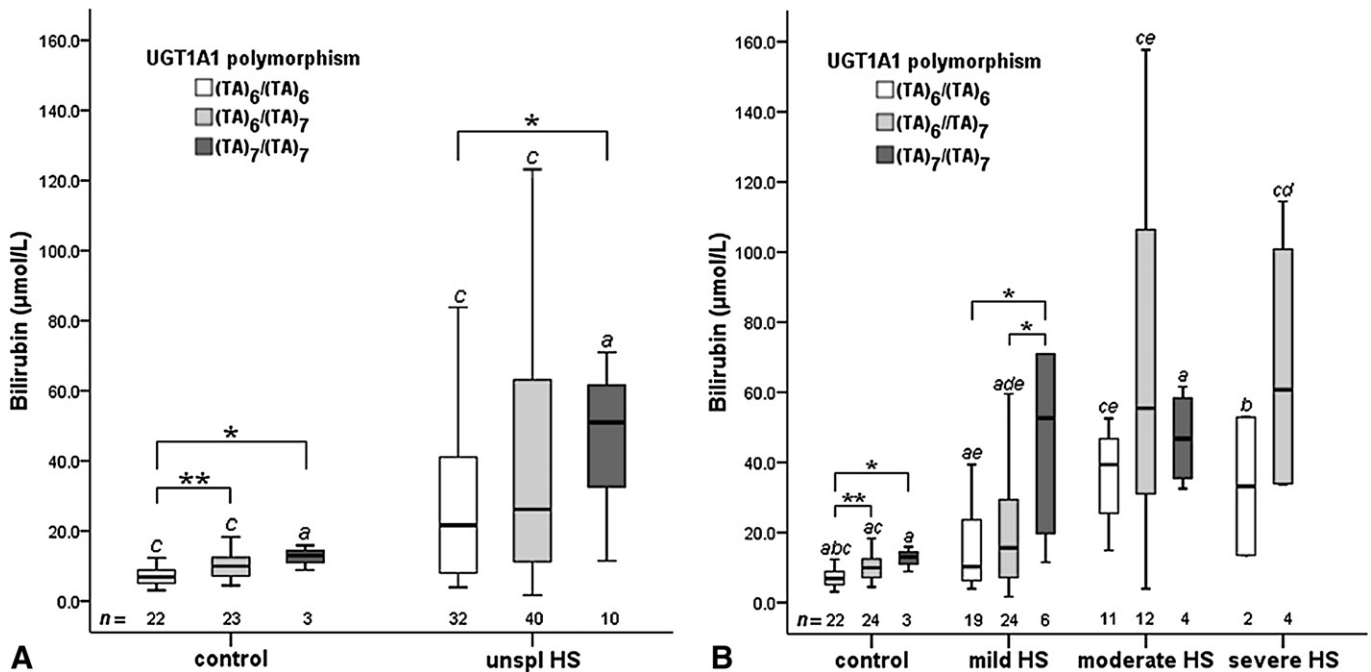 160.0
140.0
120.0
100.0
80.0
60.0
40.0
20.0
0.0
Bilirubin (µmol/L)
UGT1A1 polymorphism
(TA)6/(TA)6
(TA)6/(TA)7
(TA)7/(TA)7
*
c
c
a
*
**
c
c
a
n= 22 23 3 32 40 10
control unspl HS
A
160.0
140.0
120.0
100.0
80.0
60.0
40.0
20.0
0.0
Bilirubin (µmol/L)
UGT1A1 polymorphism
(TA)6/(TA)6
(TA)6//TA)7
(TA)7/(TA)7
ce
cd
*
*
ade
a
ce
b
ae
*
**
abc
ac
a
n= 22 24 3 19 24 6 11 12 4 2 4
control mild HS moderate HS severe HS
B